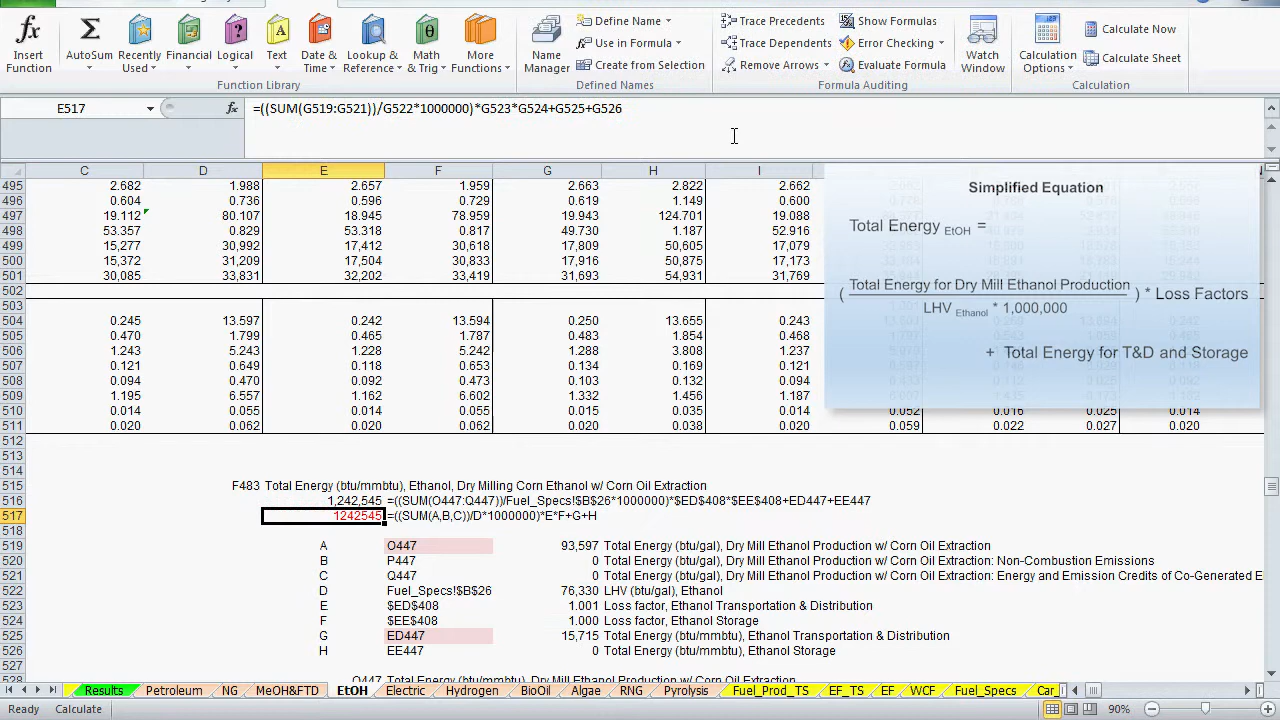 Insert Function
AutoSum
Recently Used
Financial
Logical
Text
Date & Time
Lookup & Reference
Math & Trig
More Functions
Function Library
Name Manager
Define Name
Use in Formula
Create from Selection
Defined Names
Trace Precedents
Trace Dependents
Remove Arrows
Show Formulas
Error Checking
Evaluate Formula
Formula Auditing
Watch Window
Calculation Options
Calculate Now
Calculate Sheet
Calculation
E517 fx =((SUM(G519:G521))/G522*1000000)*G523*G524+G525+G526
C D E F G H I
495 2.682 1.988 2.657 1.959 2.663 2.822 2.662
496 0.604 0.736 0.596 0.729 0.619 1.149 0.600
497 19.112 80.107 18.945 78.959 19.943 124.701 19.088
498 53.357 0.829 53.318 0.817 49.730 1.187 52.916
499 15,277 30,992 17,412 30,618 17,809 50,605 17,079
500 15,372 31,209 17,504 30,833 17,916 50,875 17,173
501 30,085 33,831 32,202 33,419 31,693 54,931 31,769
502
503
504 0.245 13.597 0.242 13.594 0.250 13.655 0.243
505 0.470 1.799 0.465 1.787 0.483 1.854 0.468
506 1.243 5.243 1.228 5.242 1.288 3.808 1.237
507 0.121 0.649 0.118 0.653 0.134 0.169 0.121
508 0.094 0.470 0.092 0.473 0.103 0.132 0.095
509 1.195 6.557 1.162 6.602 1.332 1.456 1.187
510 0.014 0.055 0.014 0.055 0.015 0.035 0.014 0.052 0.016 0.025 0.014
511 0.020 0.062 0.020 0.062 0.020 0.038 0.020 0.059 0.022 0.027 0.020
Simplified Equation
Total Energy EtOH =
( Total Energy for Dry Mill Ethanol Production ) * Loss Factors
LHV Ethanol * 1,000,000
+ Total Energy for T&D and Storage
512
513
514
515 F483 Total Energy (btu/mmbtu), Ethanol, Dry Milling Corn Ethanol w/ Corn Oil Extraction
516 1,242,545 =((SUM(O447:Q447))/Fuel_Specs!$B$26*1000000)*$ED$408*$EE$408+ED447+EE447
517 1242545 =((SUM(A,B,C))/D*1000000)*E*F+G+H
518
519 A O447 93,597 Total Energy (btu/gal), Dry Mill Ethanol Production w/ Corn Oil Extraction
520 B P447 0 Total Energy (btu/gal), Dry Mill Ethanol Production w/ Corn Oil Extraction: Non-Combustion Emissions
521 C Q447 0 Total Energy (btu/gal), Dry Mill Ethanol Production w/ Corn Oil Extraction: Energy and Emission Credits of Co-Generated E
522 D Fuel_Specs!$B$26 76,330 LHV (btu/gal), Ethanol
523 E $ED$408 1.001 Loss factor, Ethanol Transportation & Distribution
524 F $EE$408 1.000 Loss factor, Ethanol Storage
525 G ED447 15,715 Total Energy (btu/mmbtu), Ethanol Transportation & Distribution
526 H EE447 0 Total Energy (btu/mmbtu), Ethanol Storage
527
Results Petroleum NG MeOH&FTD EtOH Electric Hydrogen BioOil Algae RNG Pyrolysis Fuel_Prod_TS EF_TS EF WCF Fuel_Specs Car_
Ready Calculate 90%